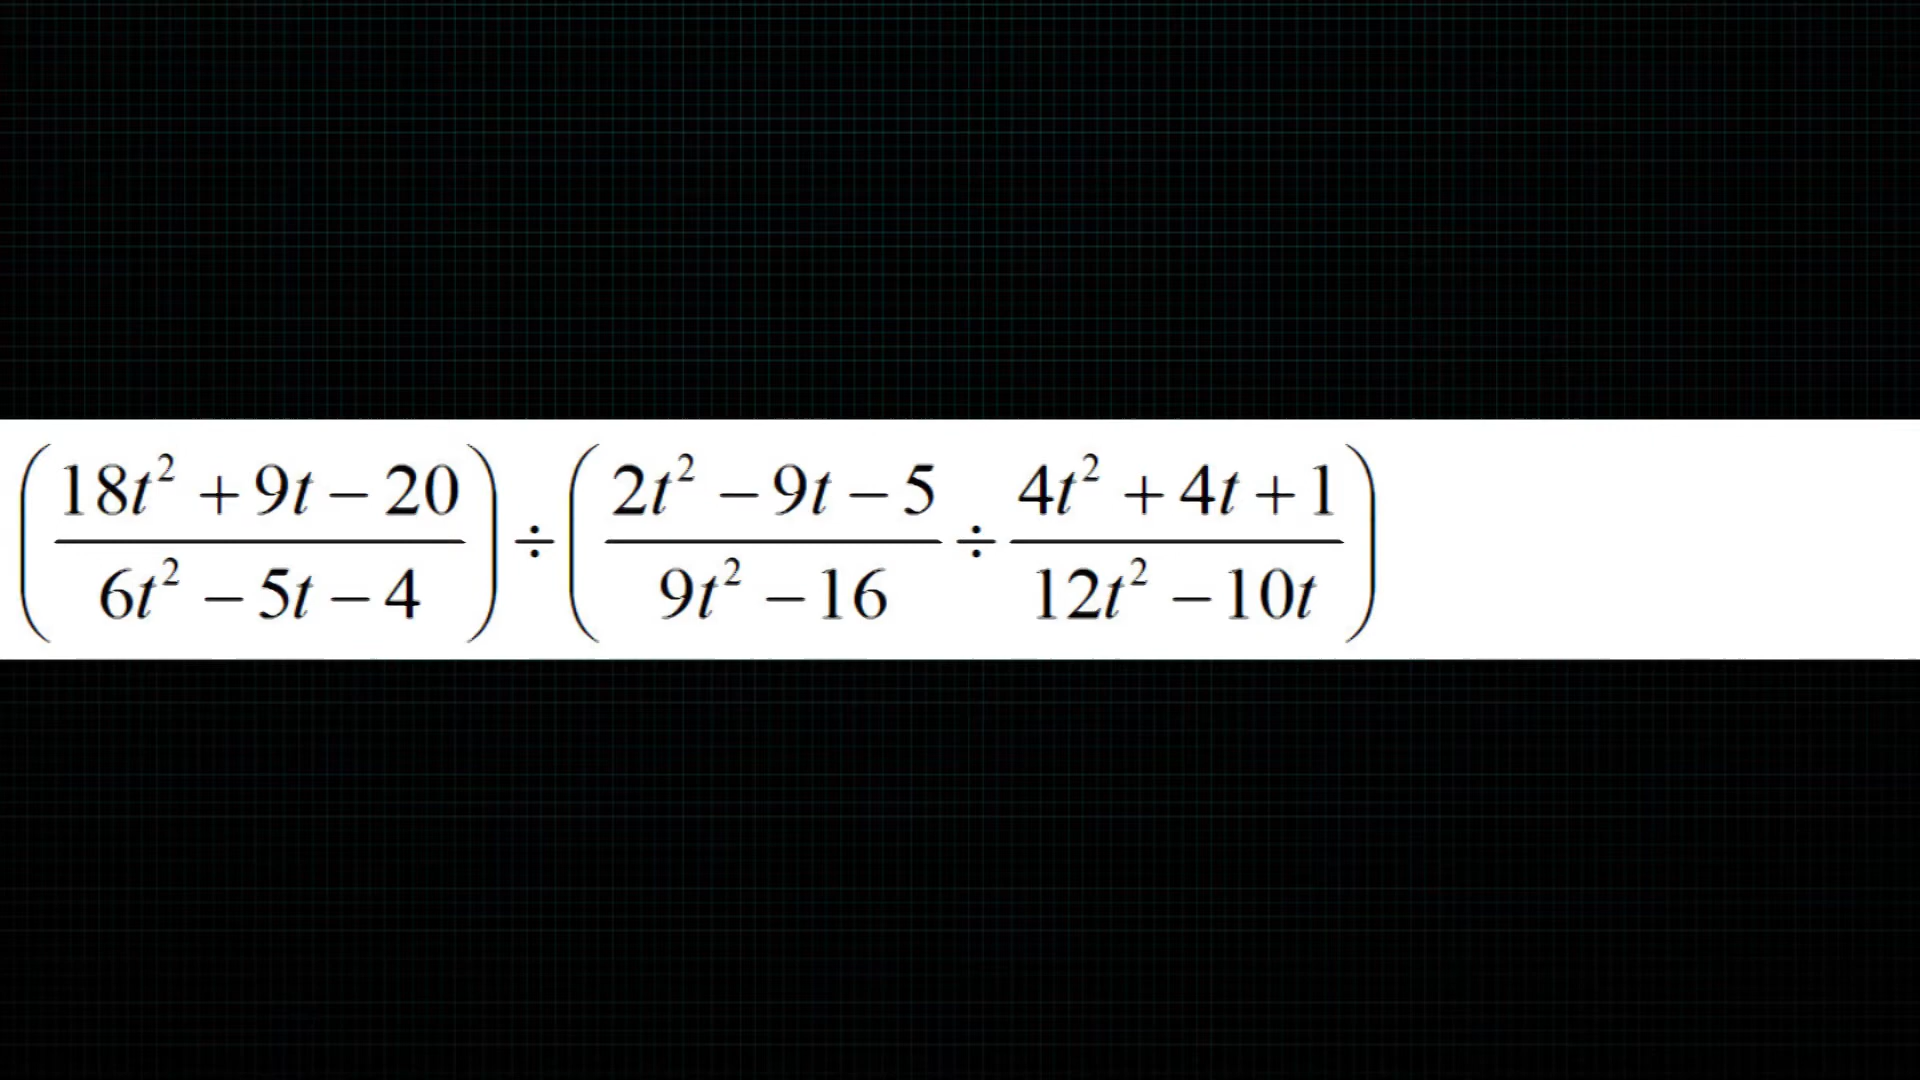 (18t² + 9t − 20 / 6t² − 5t − 4) ÷ (2t² − 9t − 5 / 9t² − 16 ÷ 4t² + 4t + 1 / 12t² − 10t)